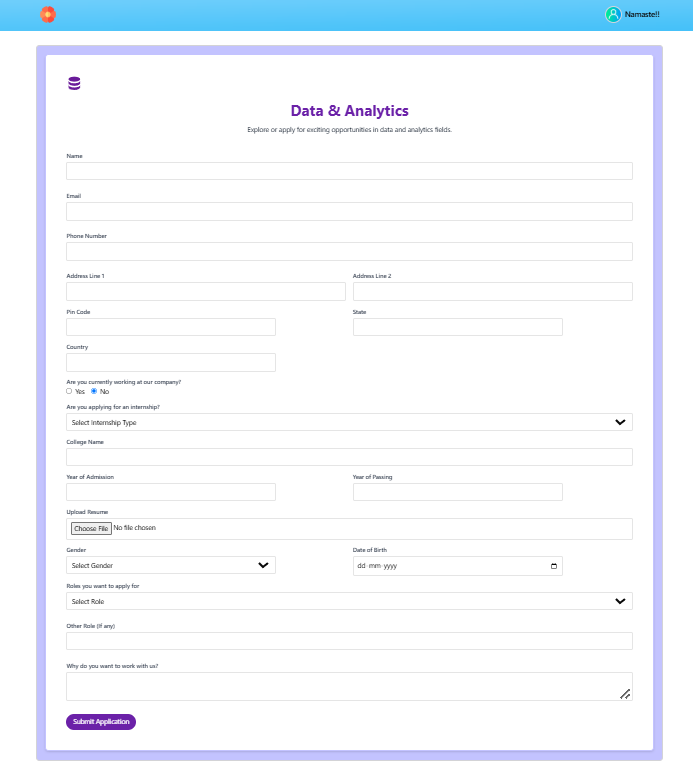 Namaste!!
Data & Analytics
Explore or apply for exciting opportunities in data and analytics fields.
Name
Email
Phone Number
Address Line 1 Address Line 2
Pin Code State
Country
Are you currently working at our company?
Yes No
Are you applying for an internship?
Select Internship Type
College Name
Year of Admission Year of Passing
Upload Resume
Choose File No file chosen
Gender Date of Birth
Select Gender dd-mm-yyyy
Roles you want to apply for
Select Role
Other Role (if any)
Why do you want to work with us?
Submit Application